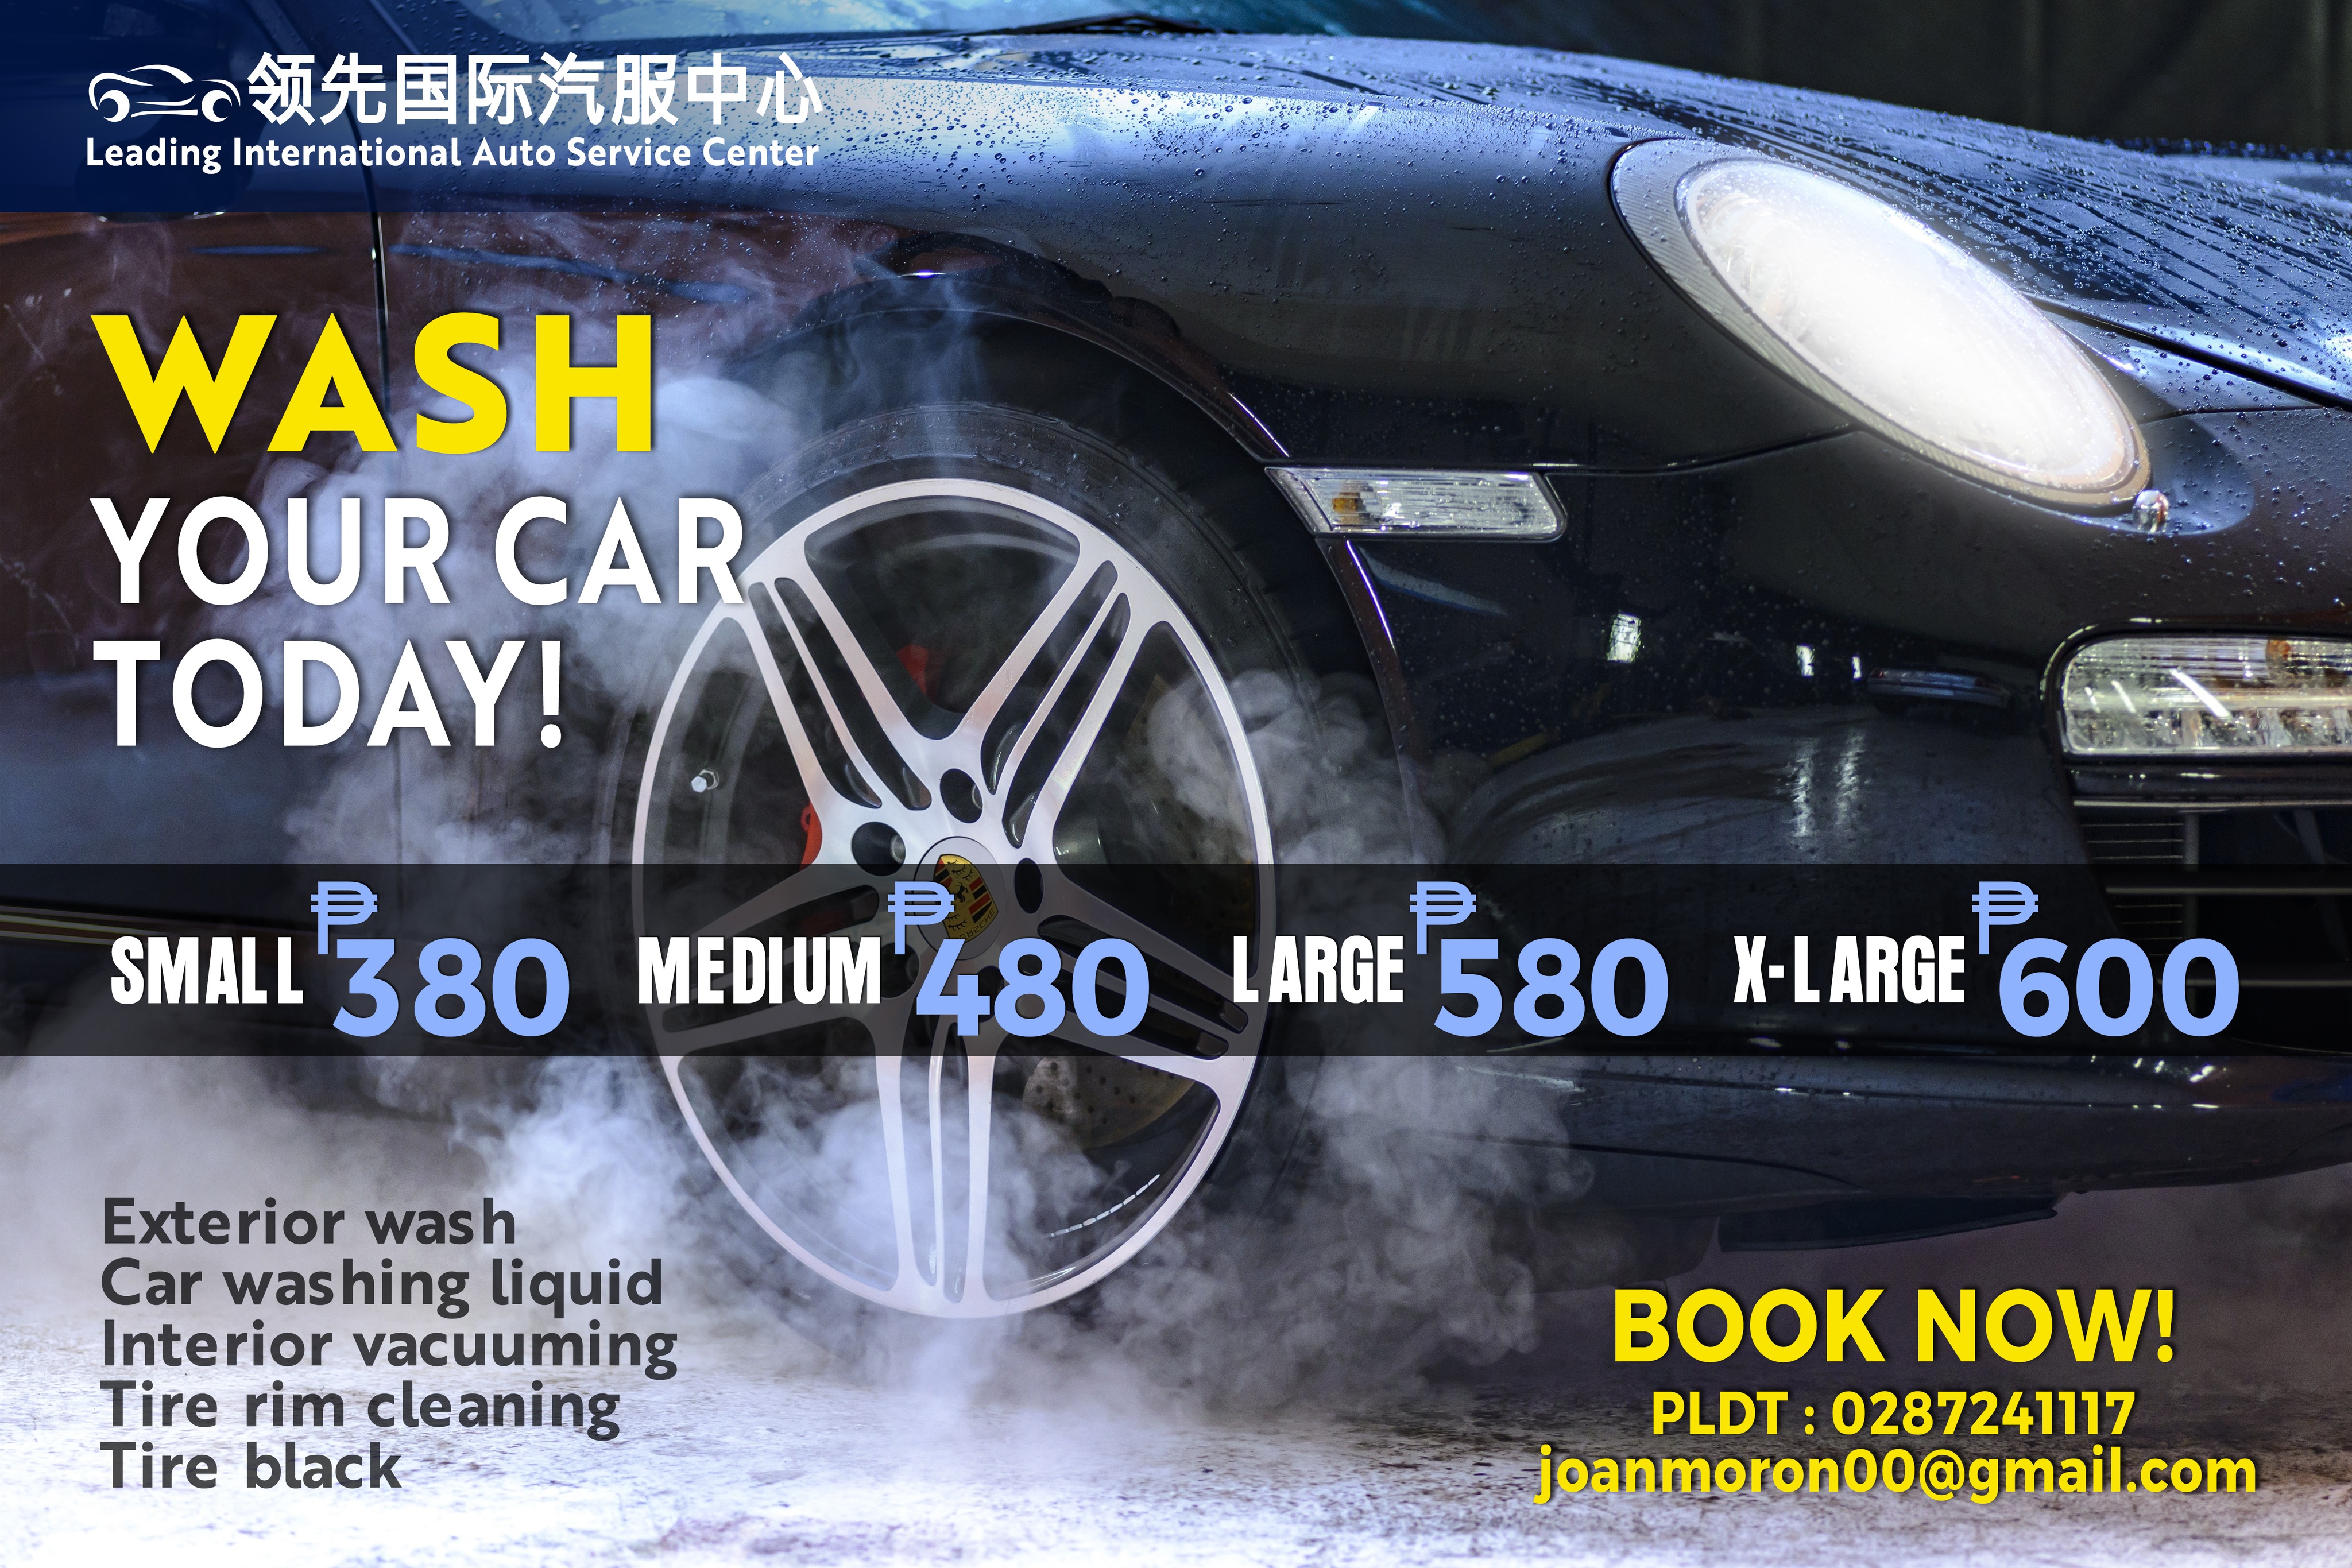 领先国际汽服中心
Leading International Auto Service Center
WASH
YOUR CAR
TODAY!
SMALL ₱380 MEDIUM ₱480 LARGE ₱580 X-LARGE ₱600
Exterior wash
Car washing liquid
Interior vacuuming
Tire rim cleaning
Tire black
BOOK NOW!
PLDT : 0287241117
joanmoron00@gmail.com